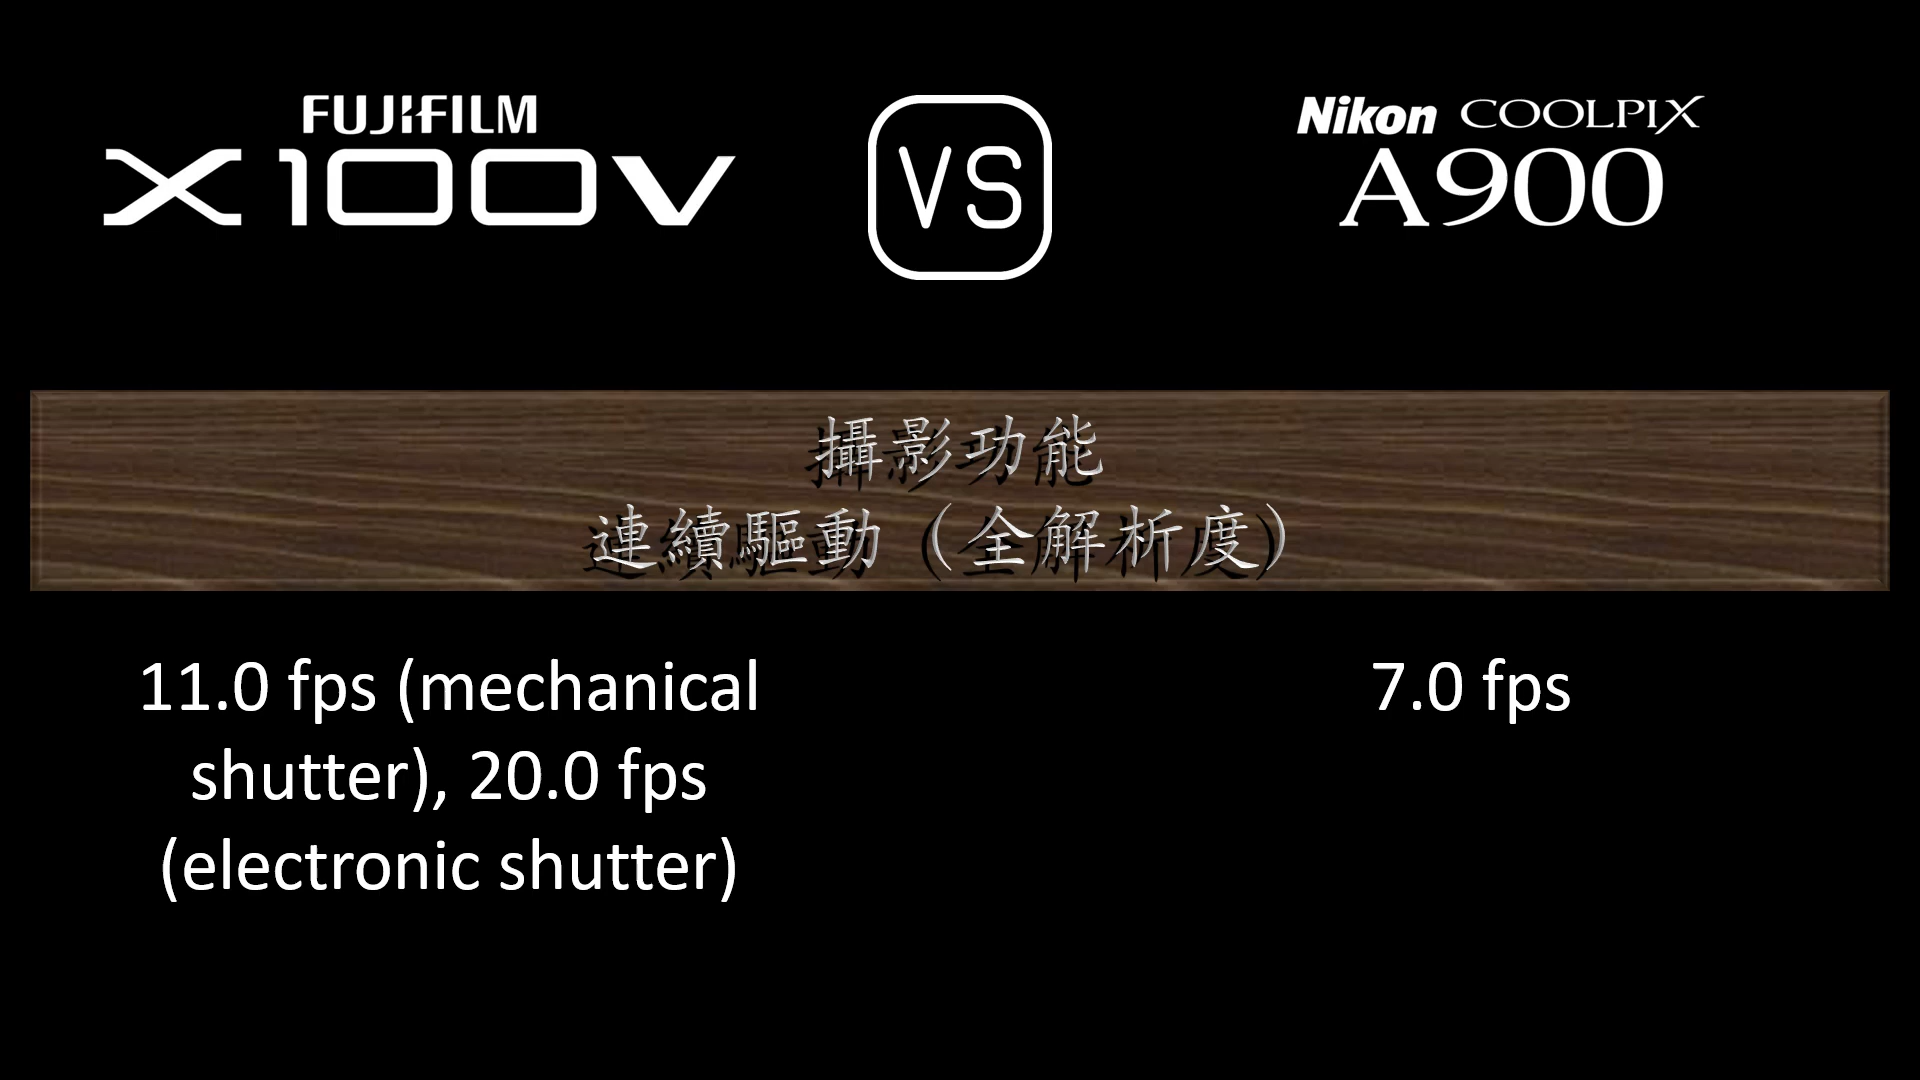 FUJIFILM
X100V
VS
Nikon COOLPIX
A900
攝影功能
連續驅動（全解析度）
11.0 fps (mechanical
shutter), 20.0 fps
(electronic shutter)
7.0 fps